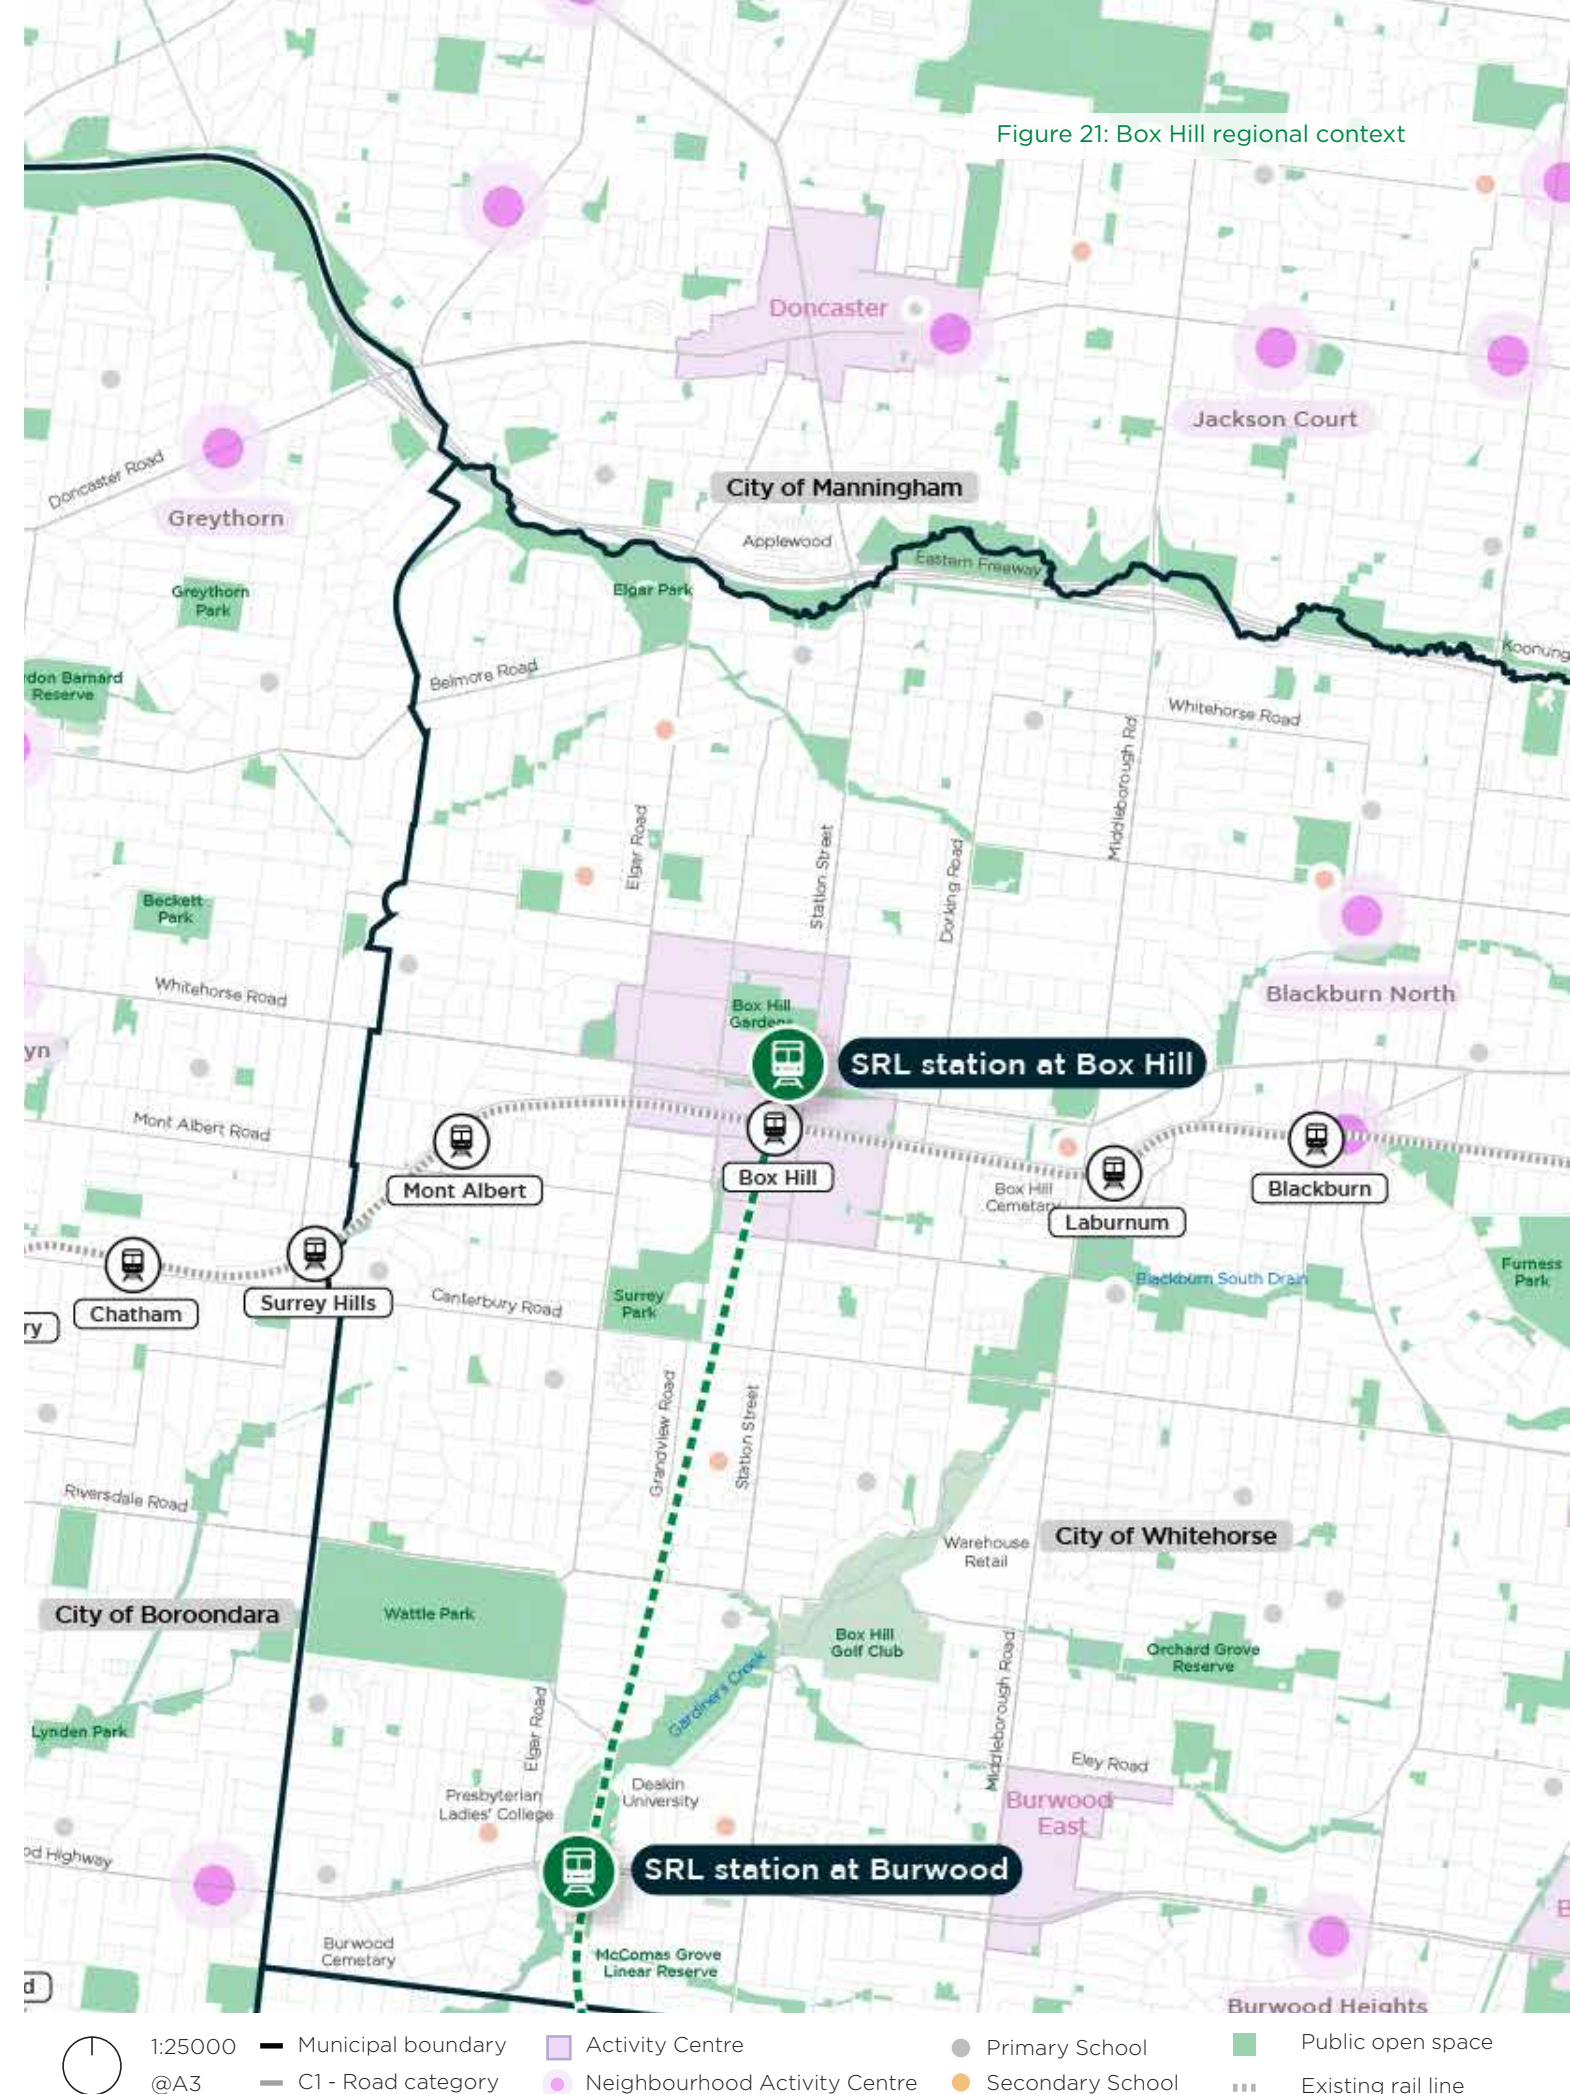 Figure 21: Box Hill regional context
Doncaster
Jackson Court
Doncaster Road
Greythorn
City of Manningham
Applewood
Eastern Freeway
Greythorn
Park
Elgar Park
Koonung
don Barnard
Reserve
Belmore Road
Whitehorse Road
Middleborough Rd
Elgar Road
Station Street
Dorking Road
Beckett
Park
Whitehorse Road
Box Hill
Gardens
Blackburn North
yn
SRL station at Box Hill
Mont Albert Road
Mont Albert
Box Hill
Box Hill
Cemetary
Laburnum
Blackburn
Chatham
Surrey Hills
Canterbury Road
Surrey
Park
Blackburn South Drain
Furness
Park
ry
Grandview Road
Station Street
Riversdale Road
Warehouse
Retail
City of Whitehorse
City of Boroondara
Wattle Park
Box Hill
Golf Club
Orchard Grove
Reserve
Gardiners Creek
Middleborough Road
Lynden Park
Elgar Road
Eley Road
Presbyterian
Ladies' College
Deakin
University
Burwood
East
od Highway
SRL station at Burwood
B
Burwood
Cemetary
McComas Grove
Linear Reserve
d
Burwood Heights
1:25000
@A3
Municipal boundary
C1 - Road category
Activity Centre
Neighbourhood Activity Centre
Primary School
Secondary School
Public open space
Existing rail line